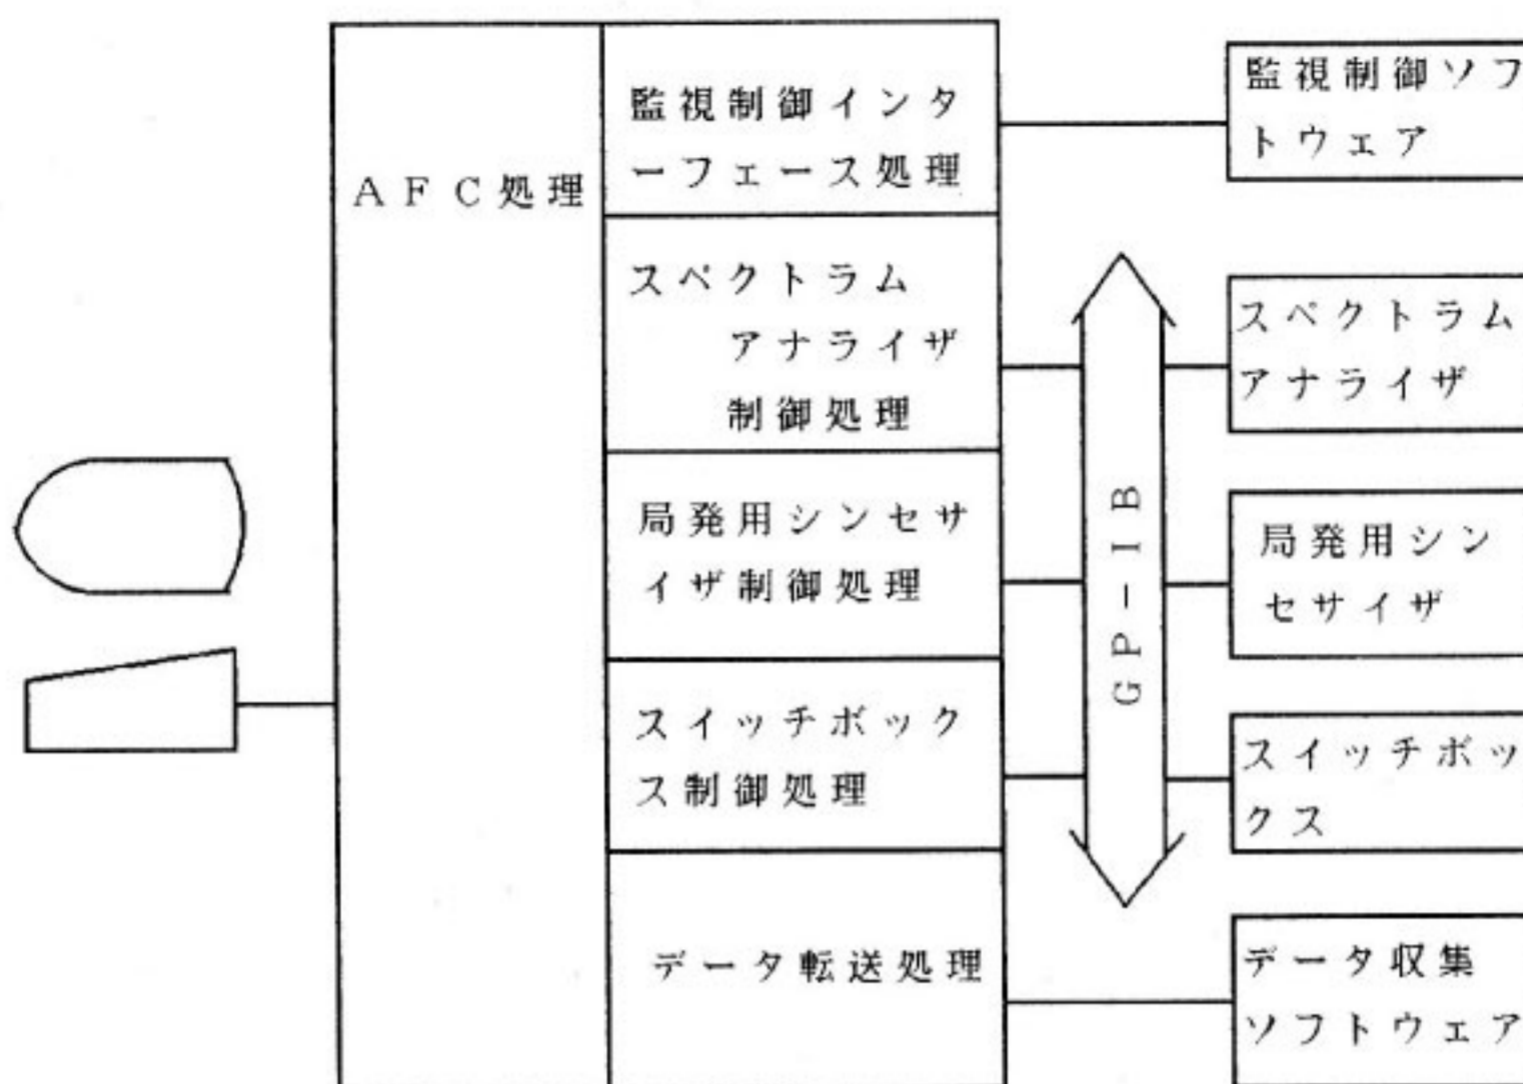 AFC処理
監視制御インタ
ーフェース処理
スペクトラム
アナライザ
制御処理
局発用シンセサ
イザ制御処理
スイッチボック
ス制御処理
データ転送処理
GP-IB
監視制御ソフ
トウェア
スペクトラム
アナライザ
局発用シン
セサイザ
スイッチボッ
クス
データ収集
ソフトウェア